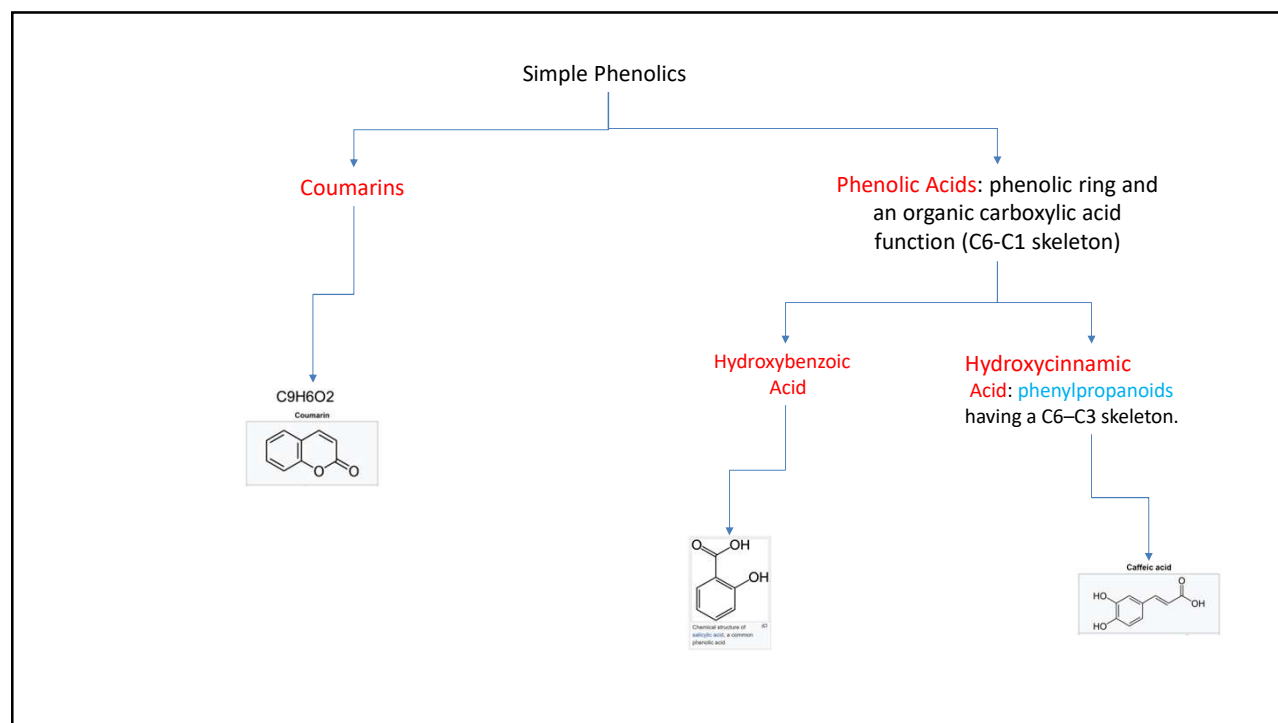 Simple Phenolics
Coumarins
Phenolic Acids: phenolic ring and
an organic carboxylic acid
function (C6-C1 skeleton)
Hydroxybenzoic
Acid
Hydroxycinnamic
Acid: phenylpropanoids
having a C6–C3 skeleton.
C9H6O2
Coumarin
O O
O OH
OH
Chemical structure of
salicylic acid, a common
phenolic acid
Caffeic acid
O
HO OH
HO